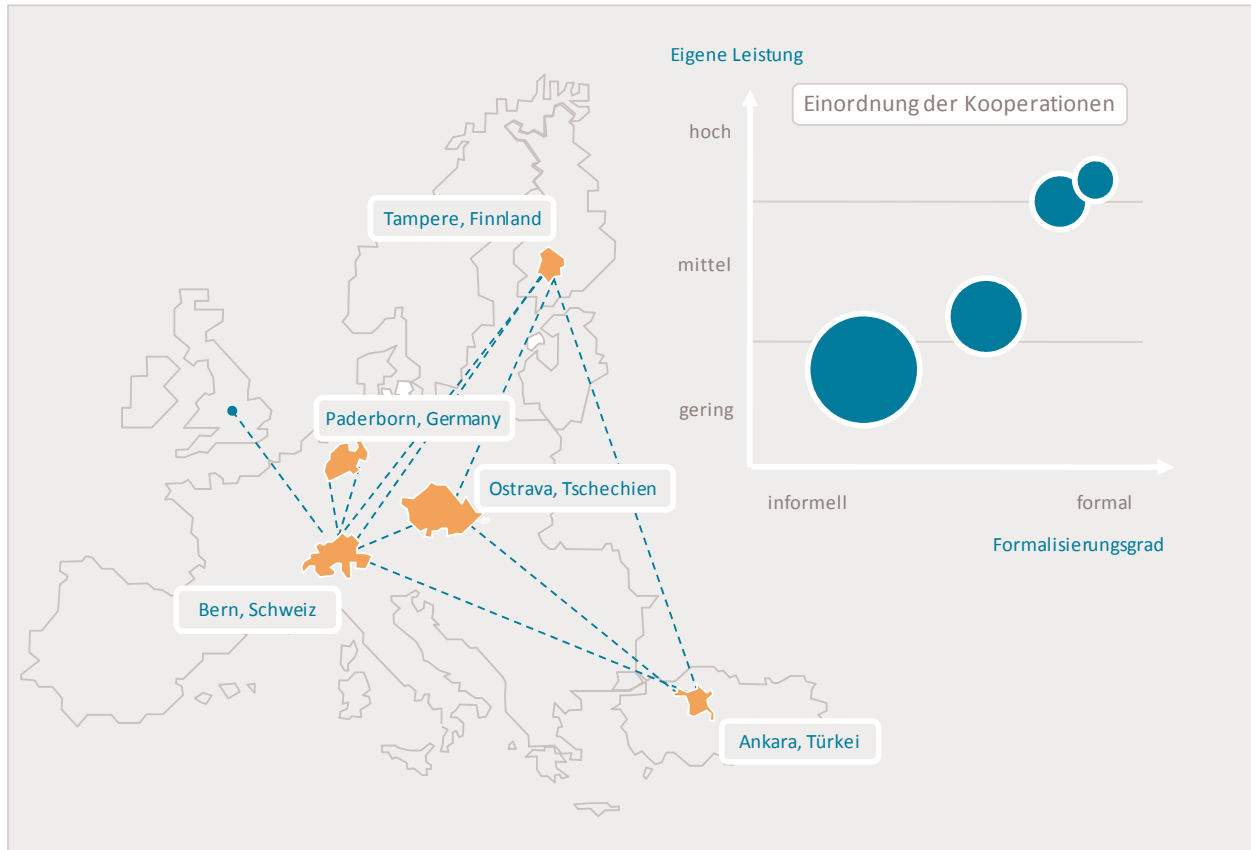 Eigene Leistung
Einordnung der Kooperationen
hoch
mittel
gering
informell
formal
Formalisierungsgrad
Tampere, Finnland
Paderborn, Germany
Ostrava, Tschechien
Bern, Schweiz
Ankara, Türkei